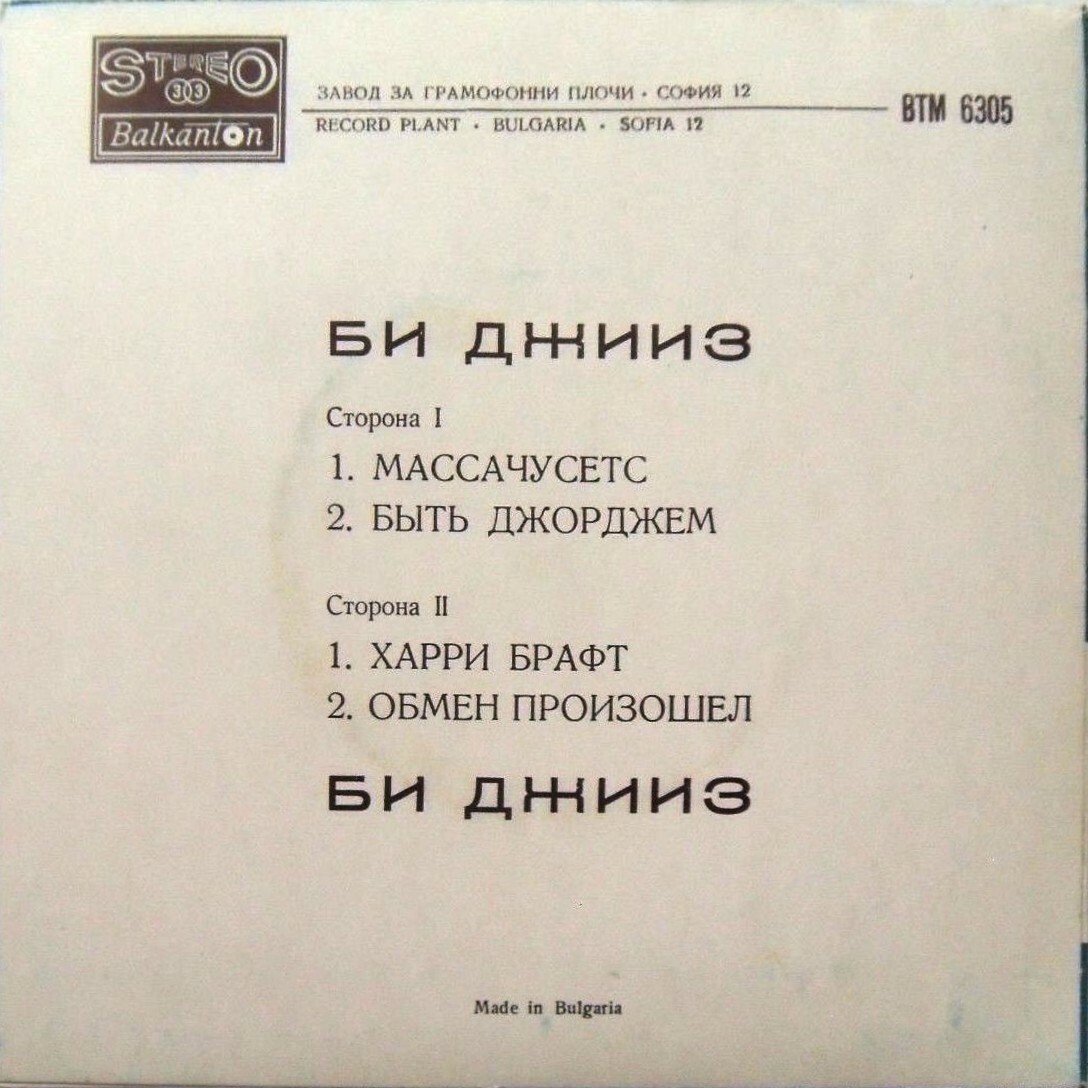 STEREO
33
Balkanton
ЗАВОД ЗА ГРАМОФОННИ ПЛОЧИ · СОФИЯ 12
RECORD PLANT · BULGARIA · SOFIA 12
ВТМ 6305
БИ ДЖИИЗ
Сторона I
1. МАССАЧУСЕТС
2. БЫТЬ ДЖОРДЖЕМ
Сторона II
1. ХАРРИ БРАФТ
2. ОБМЕН ПРОИЗОШЕЛ
БИ ДЖИИЗ
Made in Bulgaria